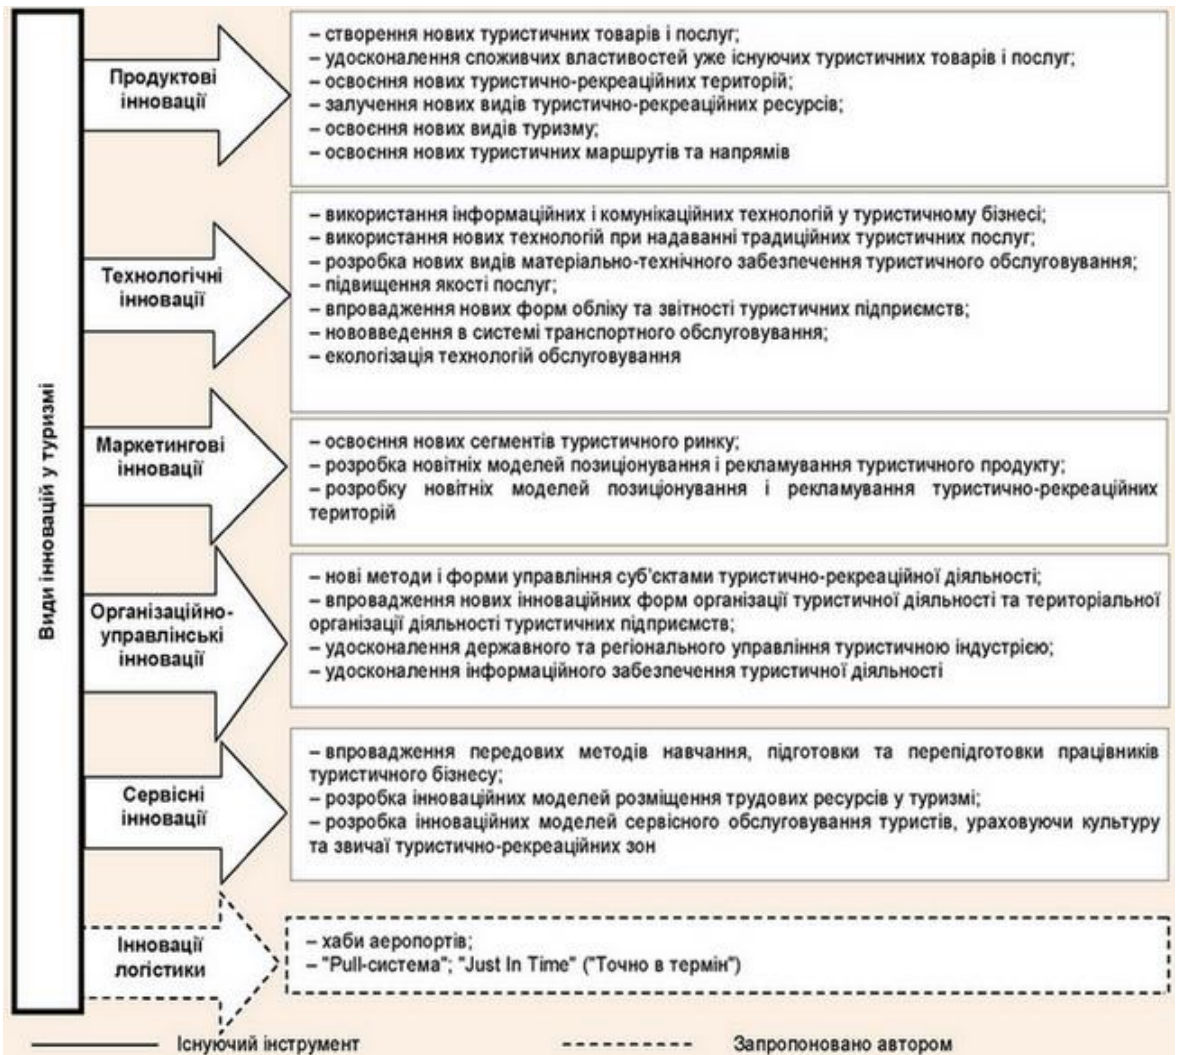 Види інновацій у туризмі
Продуктові
інновації
– створення нових туристичних товарів і послуг;
– удосконалення споживчих властивостей уже існуючих туристичних товарів і послуг;
– освоєння нових туристично-рекреаційних територій;
– залучення нових видів туристично-рекреаційних ресурсів;
– освоєння нових видів туризму;
– освоєння нових туристичних маршрутів та напрямів
Технологічні
інновації
– використання інформаційних і комунікаційних технологій у туристичному бізнесі;
– використання нових технологій при надаванні традиційних туристичних послуг;
– розробка нових видів матеріально-технічного забезпечення туристичного обслуговування;
– підвищення якості послуг;
– впровадження нових форм обліку та звітності туристичних підприємств;
– нововведення в системі транспортного обслуговування;
– екологізація технологій обслуговування
Маркетингові
інновації
– освоєння нових сегментів туристичного ринку;
– розробка новітніх моделей позиціонування і рекламування туристичного продукту;
– розробку новітніх моделей позиціонування і рекламування туристично-рекреаційних
територій
Організаційно-
управлінські
інновації
– нові методи і форми управління суб'єктами туристично-рекреаційної діяльності;
– впровадження нових інноваційних форм організації туристичної діяльності та територіальної
організації діяльності туристичних підприємств;
– удосконалення державного та регіонального управління туристичною індустрією;
– удосконалення інформаційного забезпечення туристичної діяльності
Сервісні
інновації
– впровадження передових методів навчання, підготовки та перепідготовки працівників
туристичного бізнесу;
– розробка інноваційних моделей розміщення трудових ресурсів у туризмі;
– розробка інноваційних моделей сервісного обслуговування туристів, ураховуючи культуру
та звичаї туристично-рекреаційних зон
Інновації
логістики
– хаби аеропортів;
– "Pull-система"; "Just In Time" ("Точно в термін")
Існуючий інструмент
Запропоновано автором